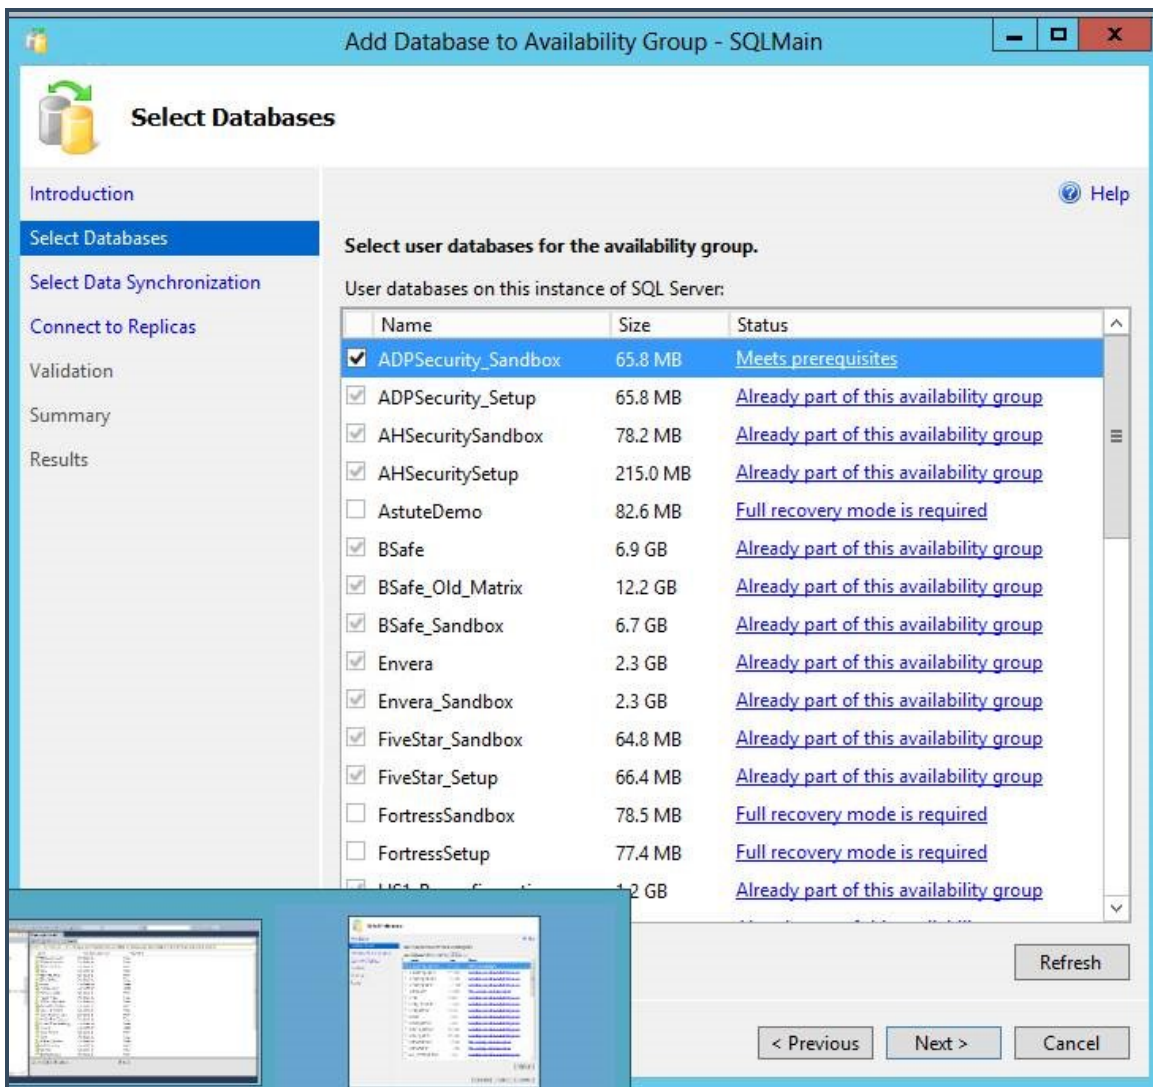 Add Database to Availability Group - SQLMain
Select Databases
Introduction
Help
Select Databases
Select user databases for the availability group.
Select Data Synchronization
User databases on this instance of SQL Server:
Connect to Replicas
Name Size Status
ADPSecurity_Sandbox 65.8 MB Meets prerequisites
Validation
ADPSecurity_Setup 65.8 MB Already part of this availability group
Summary
AHSecuritySandbox 78.2 MB Already part of this availability group
Results
AHSecuritySetup 215.0 MB Already part of this availability group
AstuteDemo 82.6 MB Full recovery mode is required
BSafe 6.9 GB Already part of this availability group
BSafe_Old_Matrix 12.2 GB Already part of this availability group
BSafe_Sandbox 6.7 GB Already part of this availability group
Envera 2.3 GB Already part of this availability group
Envera_Sandbox 2.3 GB Already part of this availability group
FiveStar_Sandbox 64.8 MB Already part of this availability group
FiveStar_Setup 66.4 MB Already part of this availability group
FortressSandbox 78.5 MB Full recovery mode is required
FortressSetup 77.4 MB Full recovery mode is required
GB Already part of this availability group
Refresh
< Previous Next > Cancel